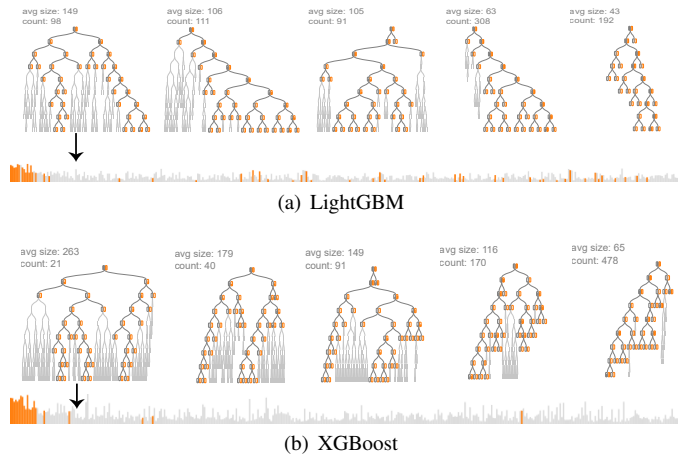 avg size: 149
count: 98
avg size: 106
count: 111
avg size: 105
count: 91
avg size: 63
count: 308
avg size: 43
count: 192
(a) LightGBM
avg size: 263
count: 21
avg size: 179
count: 40
avg size: 149
count: 91
avg size: 116
count: 170
avg size: 65
count: 478
(b) XGBoost